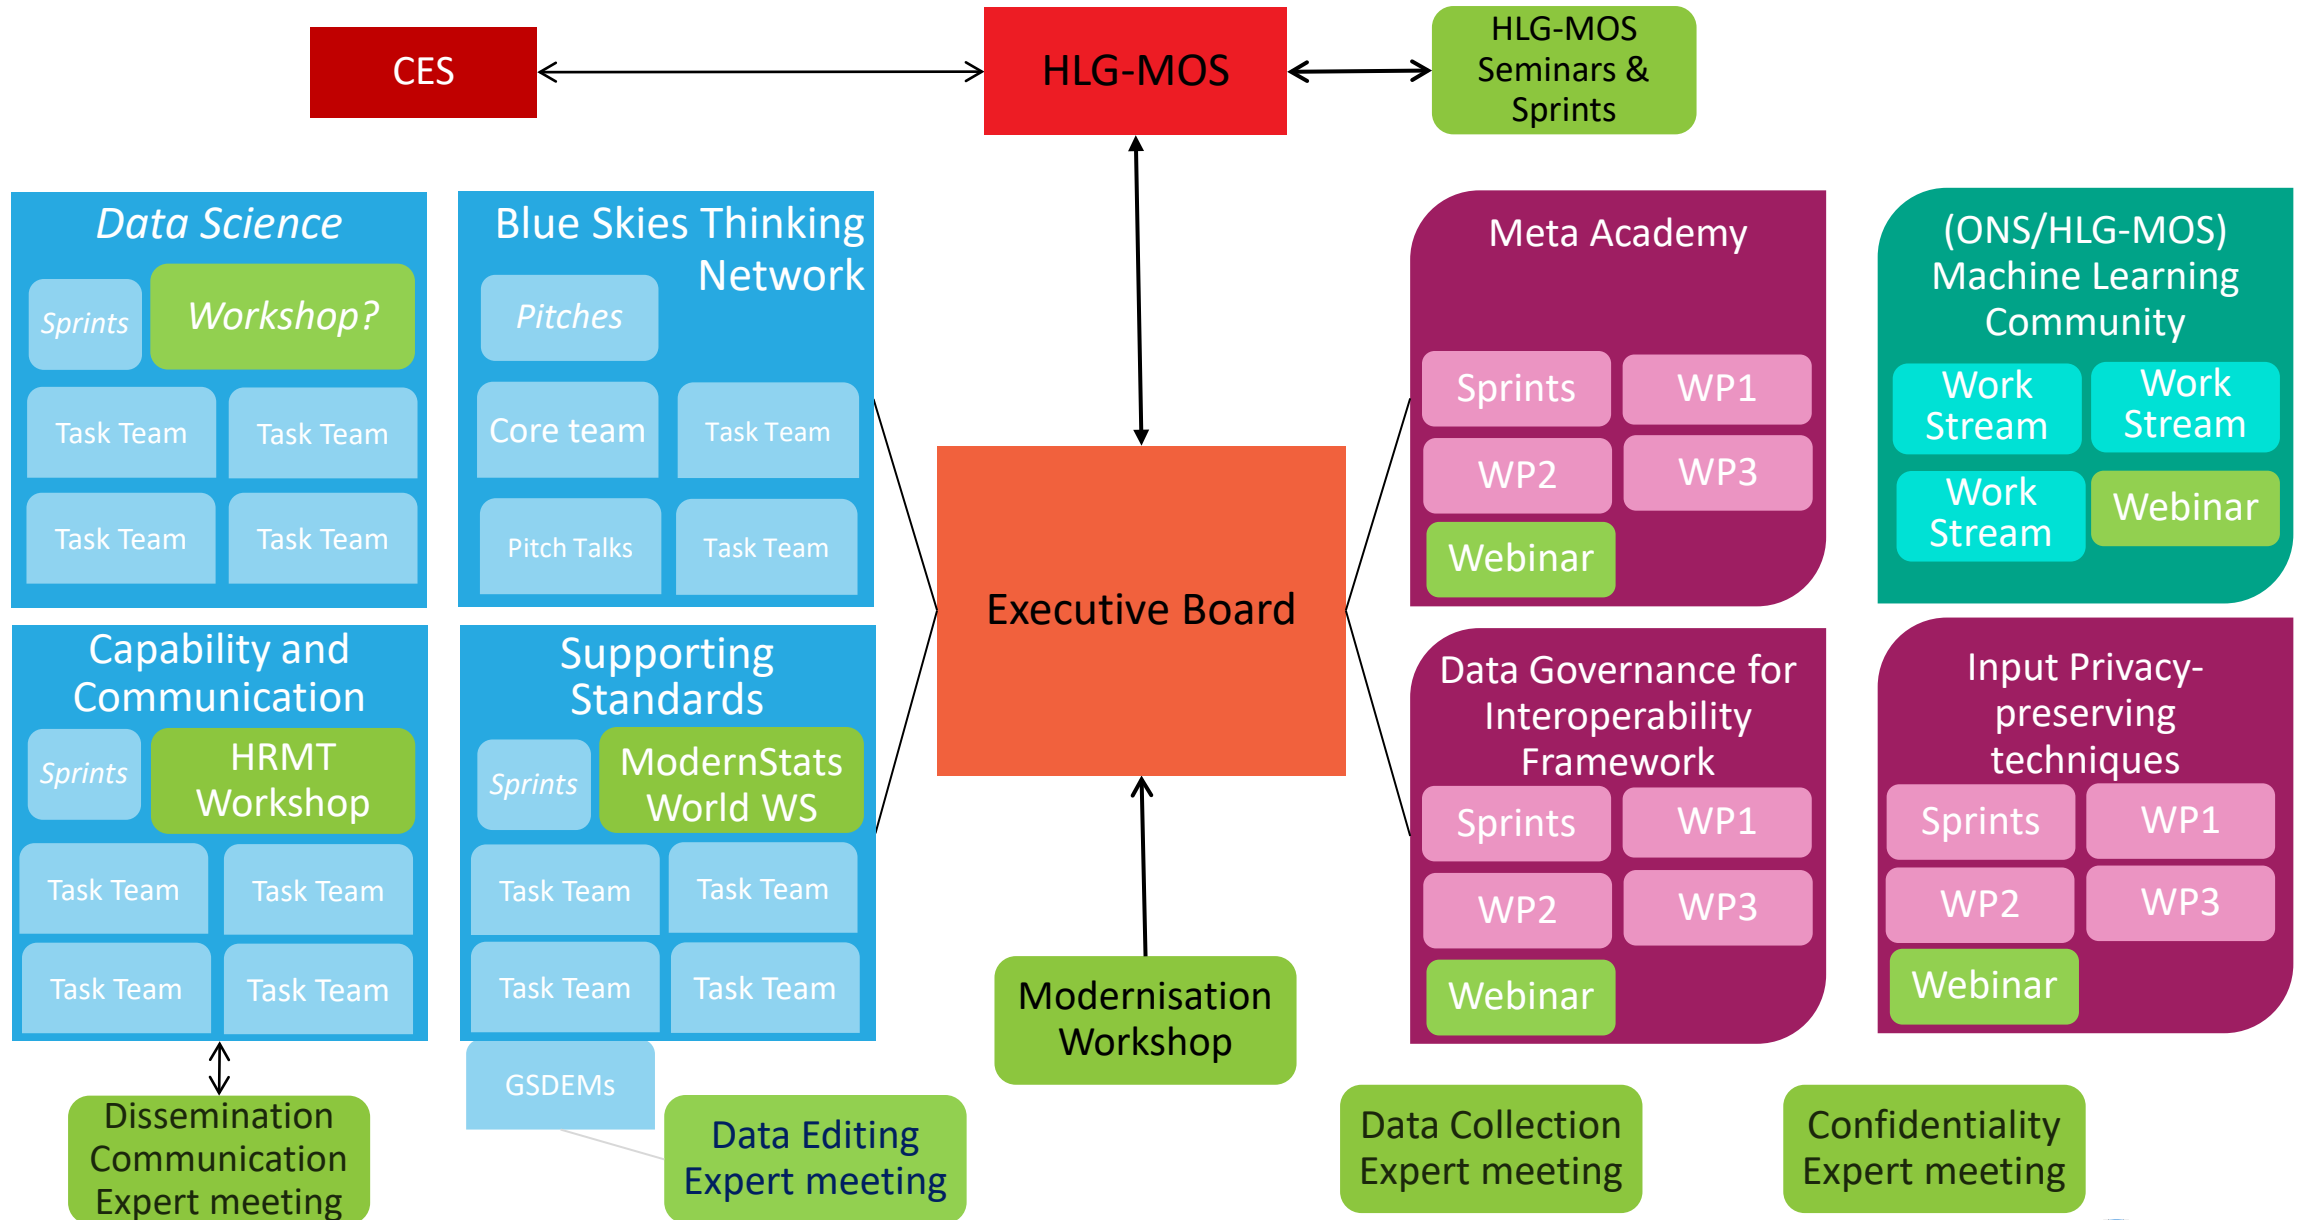 CES
HLG-MOS
HLG-MOS
Seminars &
Sprints
Data Science
Sprints
Workshop?
Task Team
Task Team
Task Team
Task Team
Blue Skies Thinking
Network
Pitches
Core team
Task Team
Pitch Talks
Task Team
Capability and
Communication
Sprints
HRMT
Workshop
Task Team
Task Team
Task Team
Task Team
Supporting
Standards
Sprints
ModernStats
World WS
Task Team
Task Team
Task Team
Task Team
GSDEMs
Dissemination
Communication
Expert meeting
Data Editing
Expert meeting
Executive Board
Modernisation
Workshop
Meta Academy
Sprints
WP1
WP2
WP3
Webinar
(ONS/HLG-MOS)
Machine Learning
Community
Work
Stream
Work
Stream
Work
Stream
Webinar
Data Governance for
Interoperability
Framework
Sprints
WP1
WP2
WP3
Webinar
Input Privacy-
preserving
techniques
Sprints
WP1
WP2
WP3
Webinar
Data Collection
Expert meeting
Confidentiality
Expert meeting